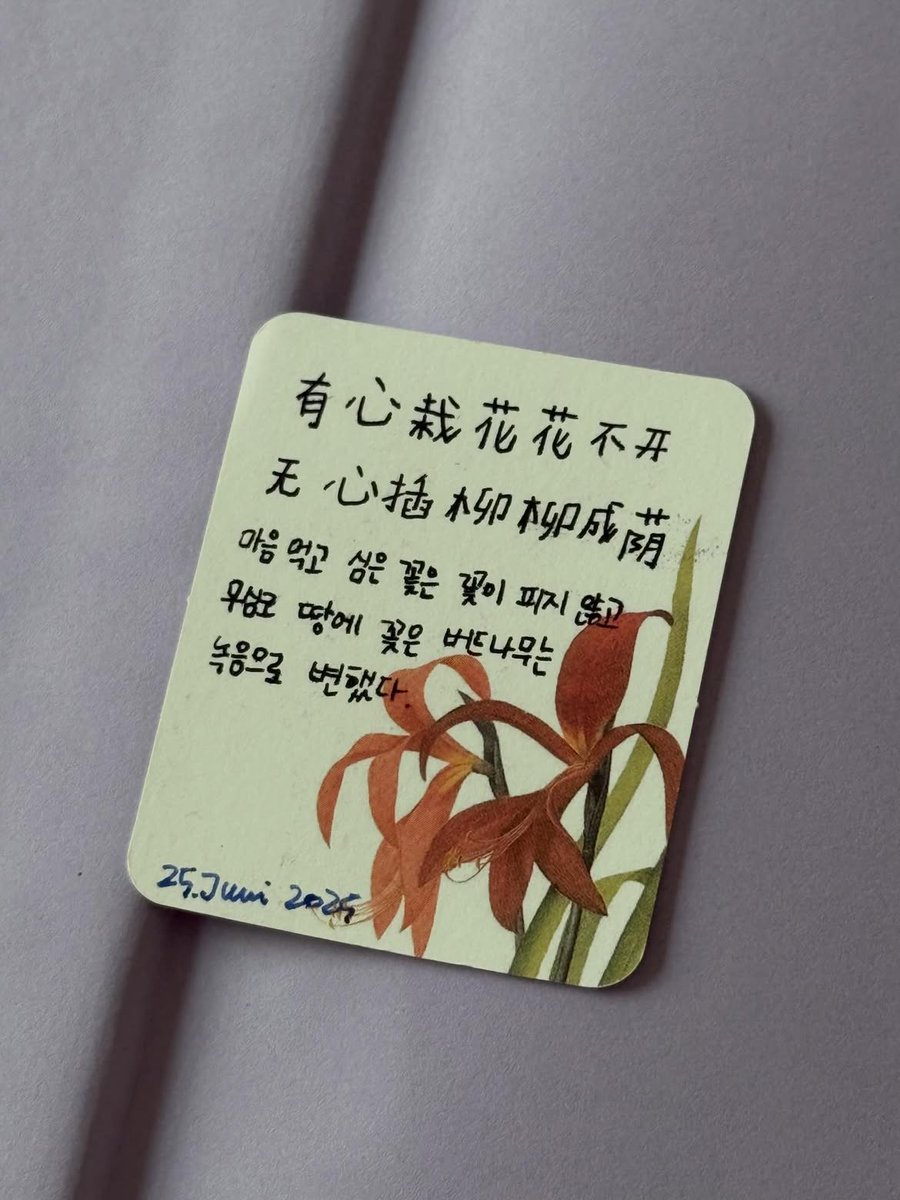 有心栽花花不开
无心插柳柳成荫
마음 먹고 심은 꽃은 꽃이 피지 않고
무심코 땅에 꽂은 버드나무는
녹음으로 변했다.
25.Juni 2025